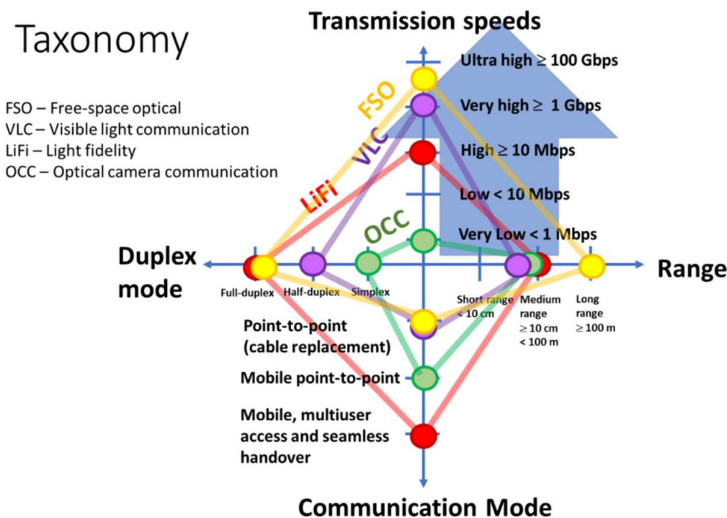 Taxonomy
Transmission speeds
FSO – Free-space optical
VLC – Visible light communication
LiFi – Light fidelity
OCC – Optical camera communication
Ultra high ≥ 100 Gbps
Very high ≥ 1 Gbps
High ≥ 10 Mbps
Low < 10 Mbps
Very Low < 1 Mbps
FSO
VLC
LiFi
OCC
Duplex
mode
Full-duplex
Half-duplex
Simplex
Range
Short range
< 10 cm
Medium
range
≥ 10 cm
< 100 m
Long
range
≥ 100 m
Point-to-point
(cable replacement)
Mobile point-to-point
Mobile, multiuser
access and seamless
handover
Communication Mode